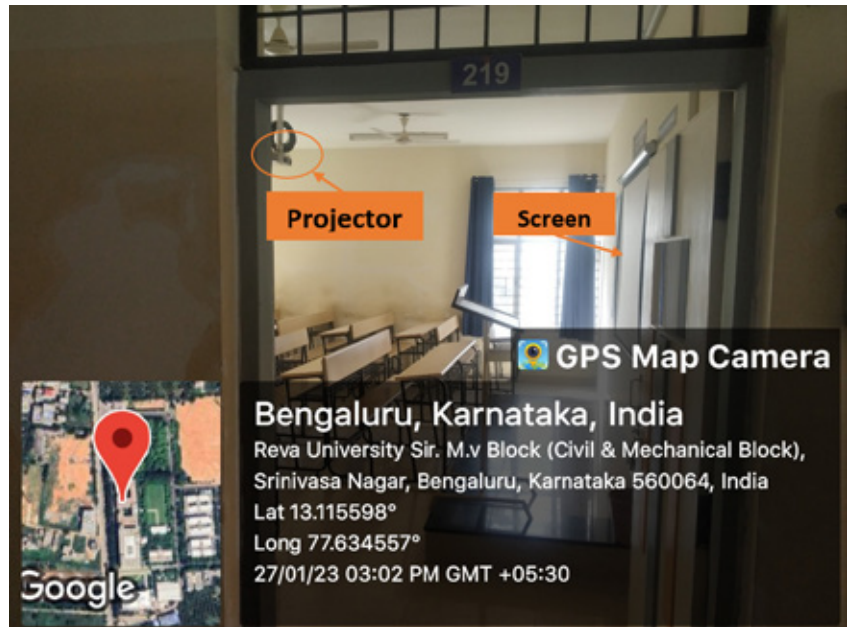 219
Projector
Screen
GPS Map Camera
Bengaluru, Karnataka, India
Reva University Sir. M.v Block (Civil & Mechanical Block),
Srinivasa Nagar, Bengaluru, Karnataka 560064, India
Lat 13.115598°
Long 77.634557°
27/01/23 03:02 PM GMT +05:30
Google